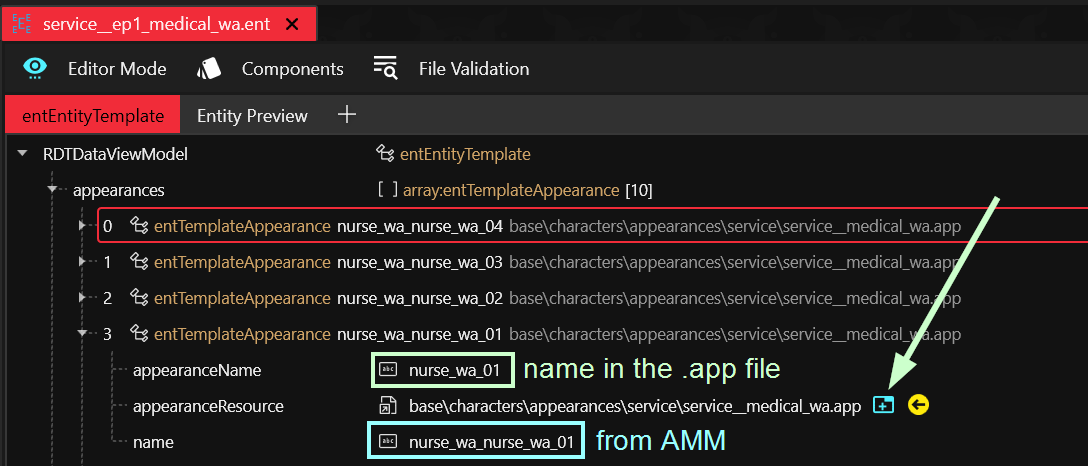 service__ep1_medical_wa.ent
Editor Mode Components File Validation
entEntityTemplate Entity Preview
RDTDataViewModel entEntityTemplate
appearances [ ] array:entTemplateAppearance [10]
0 entTemplateAppearance nurse_wa_nurse_wa_04 base\characters\appearances\service\service__medical_wa.app
1 entTemplateAppearance nurse_wa_nurse_wa_03 base\characters\appearances\service\service__medical_wa.app
2 entTemplateAppearance nurse_wa_nurse_wa_02 base\characters\appearances\service\service__medical_wa.app
3 entTemplateAppearance nurse_wa_nurse_wa_01 base\characters\appearances\service\service__medical_wa.app
appearanceName abc nurse_wa_01 name in the .app file
appearanceResource base\characters\appearances\service\service__medical_wa.app
name abc nurse_wa_nurse_wa_01 from AMM